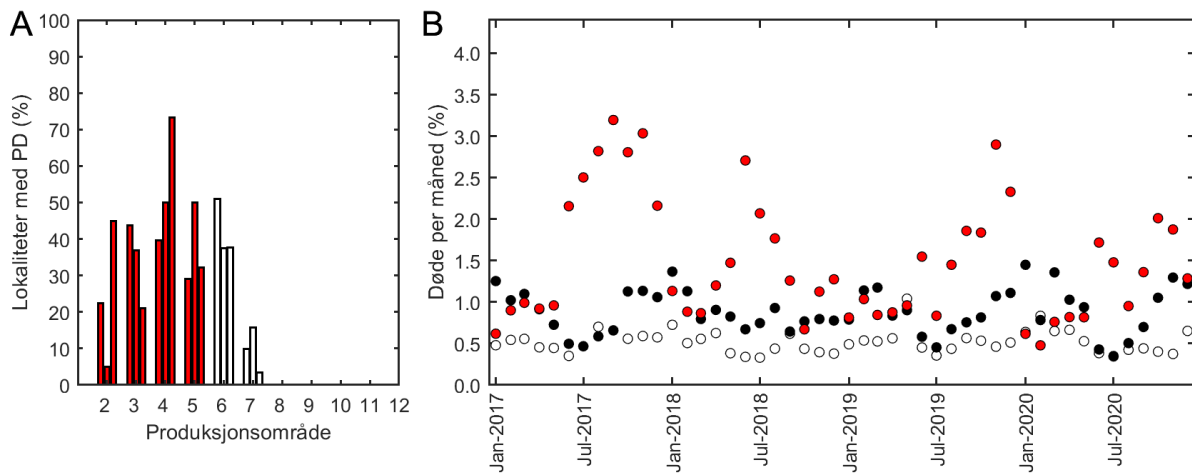 A
Lokaliteter med PD (%)
100
90
80
70
60
50
40
30
20
10
0
2 3 4 5 6 7 8 9 10 11 12
Produksjonsområde
B
Døde per måned (%)
4.0
3.5
3.0
2.5
2.0
1.5
1.0
0.5
0.0
Jan-2017
Jul-2017
Jan-2018
Jul-2018
Jan-2019
Jul-2019
Jan-2020
Jul-2020